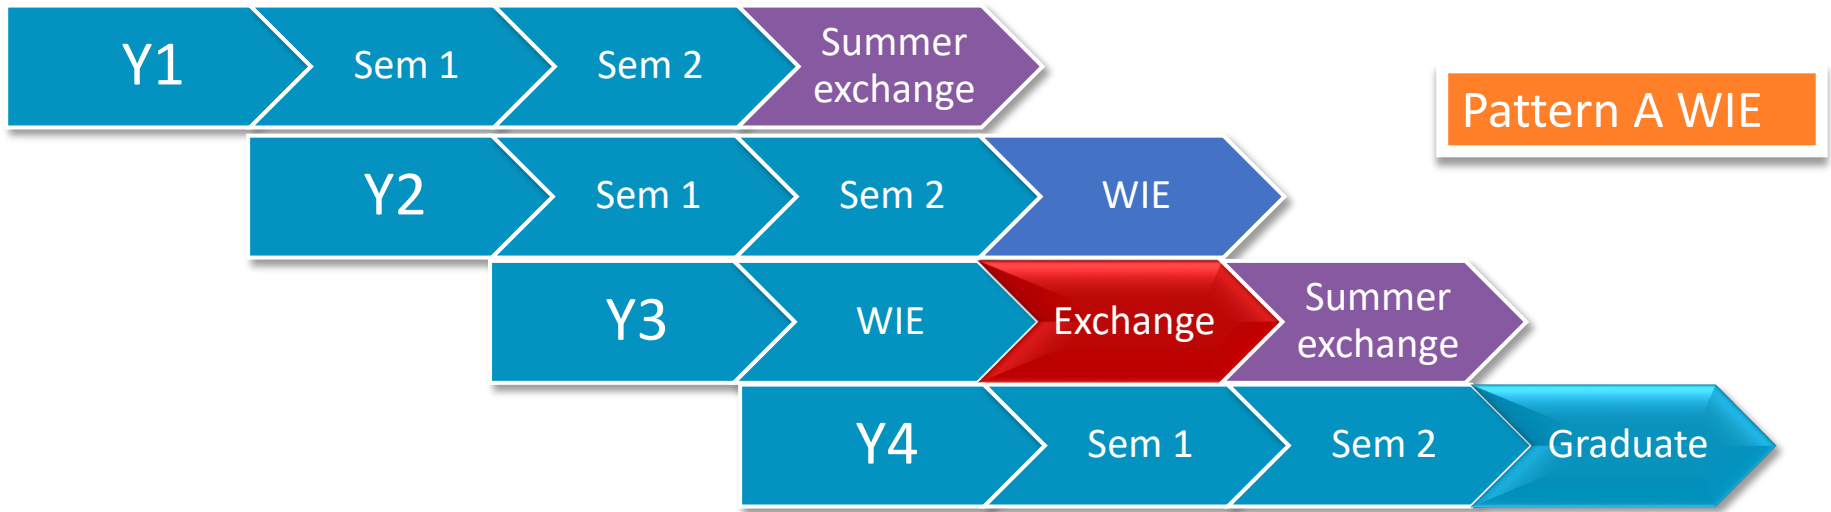 Y1
Sem 1
Sem 2
Summer
exchange
Pattern A WIE
Y2
Sem 1
Sem 2
WIE
Y3
WIE
Exchange
Summer
exchange
Y4
Sem 1
Sem 2
Graduate